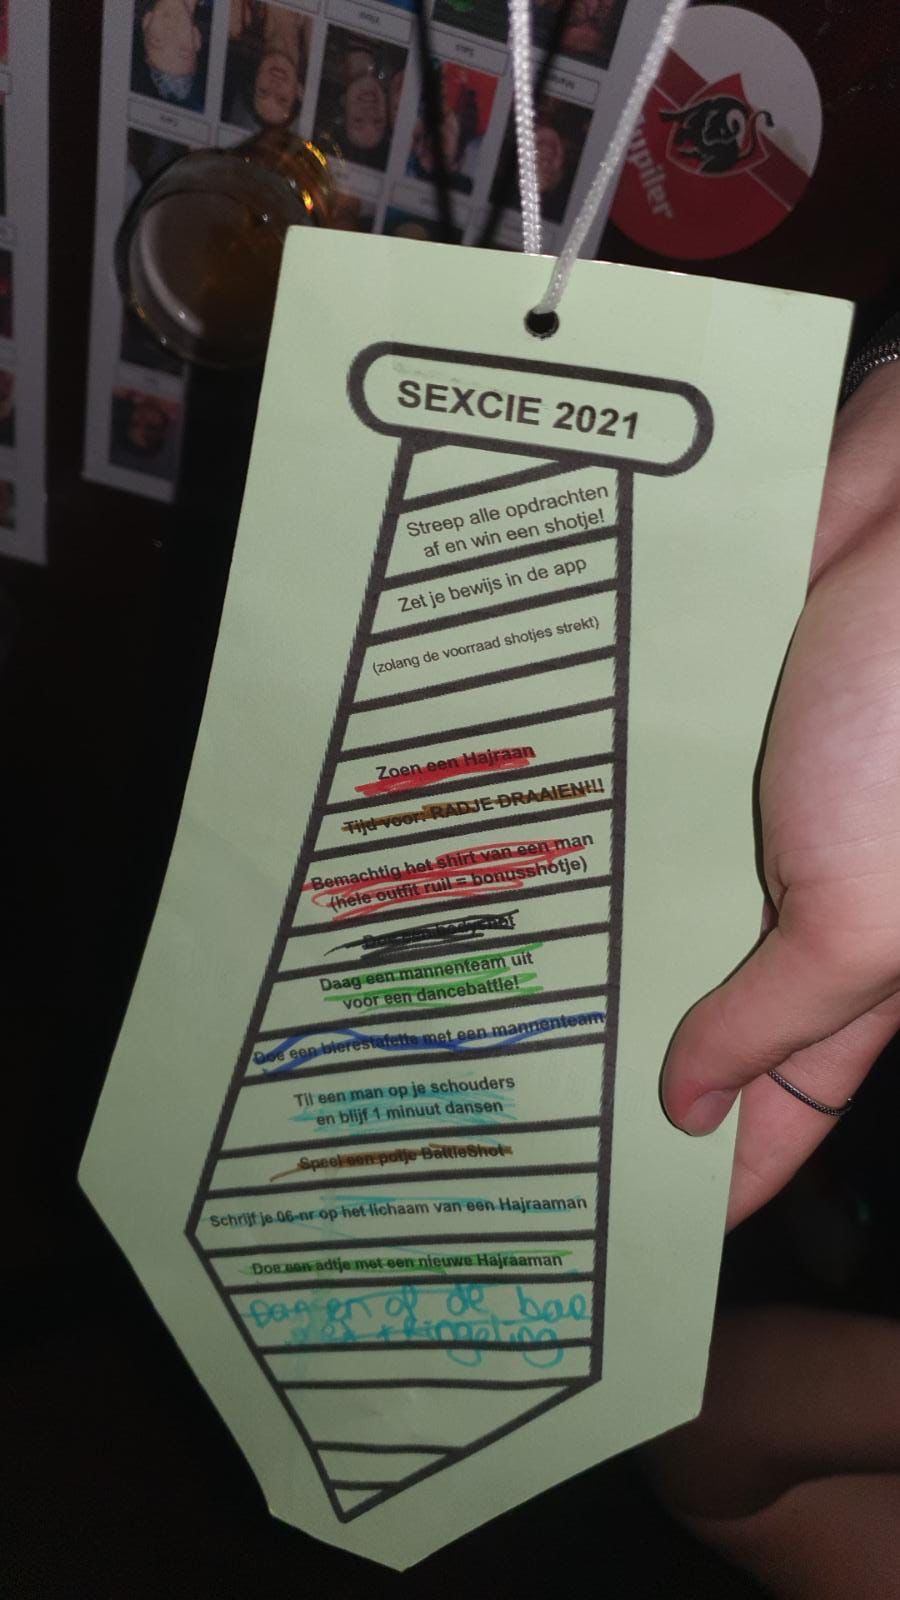 Jupiler
SEXCIE 2021
Streep alle opdrachten
af en win een shotje!
Zet je bewijs in de app
(zolang de voorraad shotjes strekt)
Zoen een Hajraan
Tijd voor: RADJE DRAAIEN!!!
Bemachtig het shirt van een man
(hele outfit ruil = bonusshotje)
Doe een bodyshot
Daag een mannenteam uit
voor een dancebattle!
Doe een bierestafette met een mannenteam
Til een man op je schouders
en blijf 1 minuut dansen
Speel een potje BattleShot
Schrijf je 06-nr op het lichaam van een Hajraaman
Doe een adtje met een nieuwe Hajraaman
Dansen op de bar